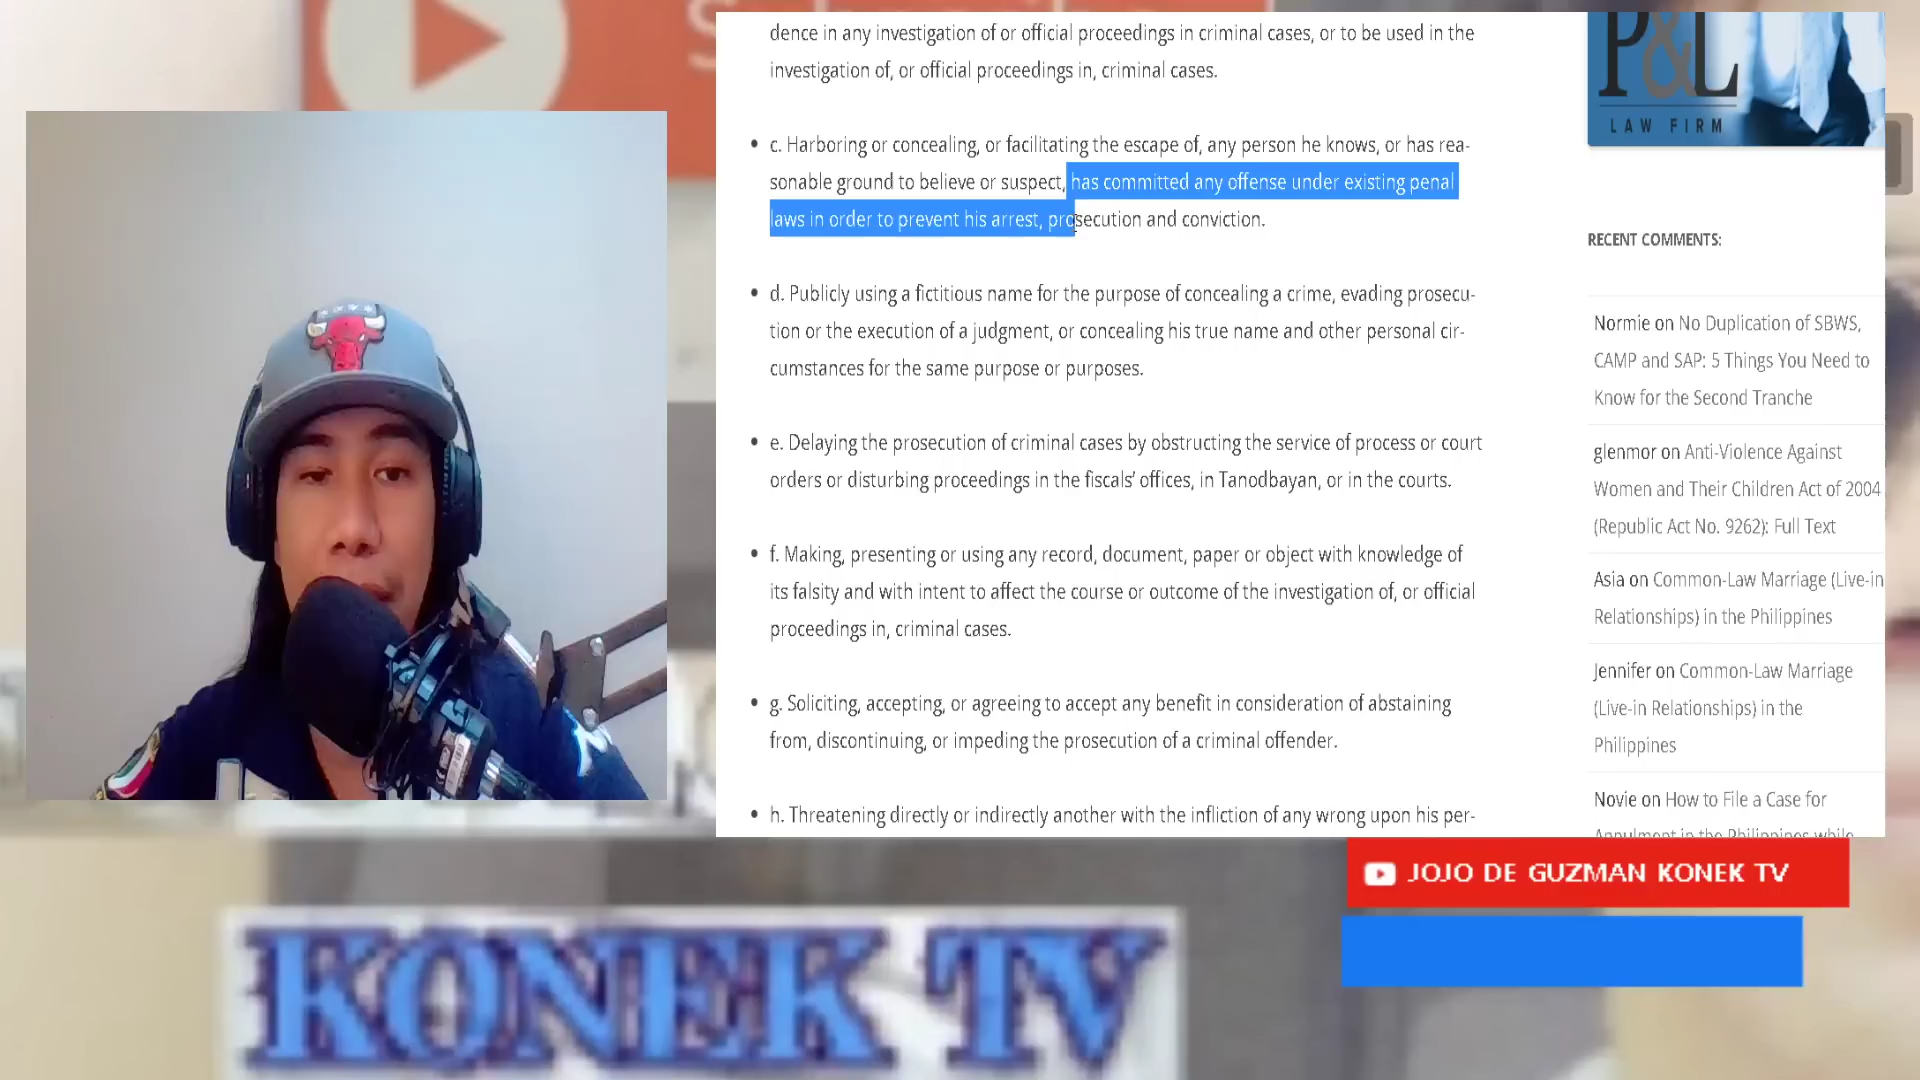 dence in any investigation of or official proceedings in criminal cases, or to be used in the
investigation of, or official proceedings in, criminal cases.
c. Harboring or concealing, or facilitating the escape of, any person he knows, or has rea-
sonable ground to believe or suspect, has committed any offense under existing penal
laws in order to prevent his arrest, prosecution and conviction.
d. Publicly using a fictitious name for the purpose of concealing a crime, evading prosecu-
tion or the execution of a judgment, or concealing his true name and other personal cir-
cumstances for the same purpose or purposes.
e. Delaying the prosecution of criminal cases by obstructing the service of process or court
orders or disturbing proceedings in the fiscals’ offices, in Tanodbayan, or in the courts.
f. Making, presenting or using any record, document, paper or object with knowledge of
its falsity and with intent to affect the course or outcome of the investigation of, or official
proceedings in, criminal cases.
g. Soliciting, accepting, or agreeing to accept any benefit in consideration of abstaining
from, discontinuing, or impeding the prosecution of a criminal offender.
h. Threatening directly or indirectly another with the infliction of any wrong upon his per-
P&L
LAW FIRM
RECENT COMMENTS:
Normie on No Duplication of SBWS,
CAMP and SAP: 5 Things You Need to
Know for the Second Tranche
glenmor on Anti-Violence Against
Women and Their Children Act of 2004
(Republic Act No. 9262): Full Text
Asia on Common-Law Marriage (Live-in
Relationships) in the Philippines
Jennifer on Common-Law Marriage
(Live-in Relationships) in the
Philippines
Novie on How to File a Case for
Annulment in the Philippines while
JOJO DE GUZMAN KONEK TV
KONEK TV